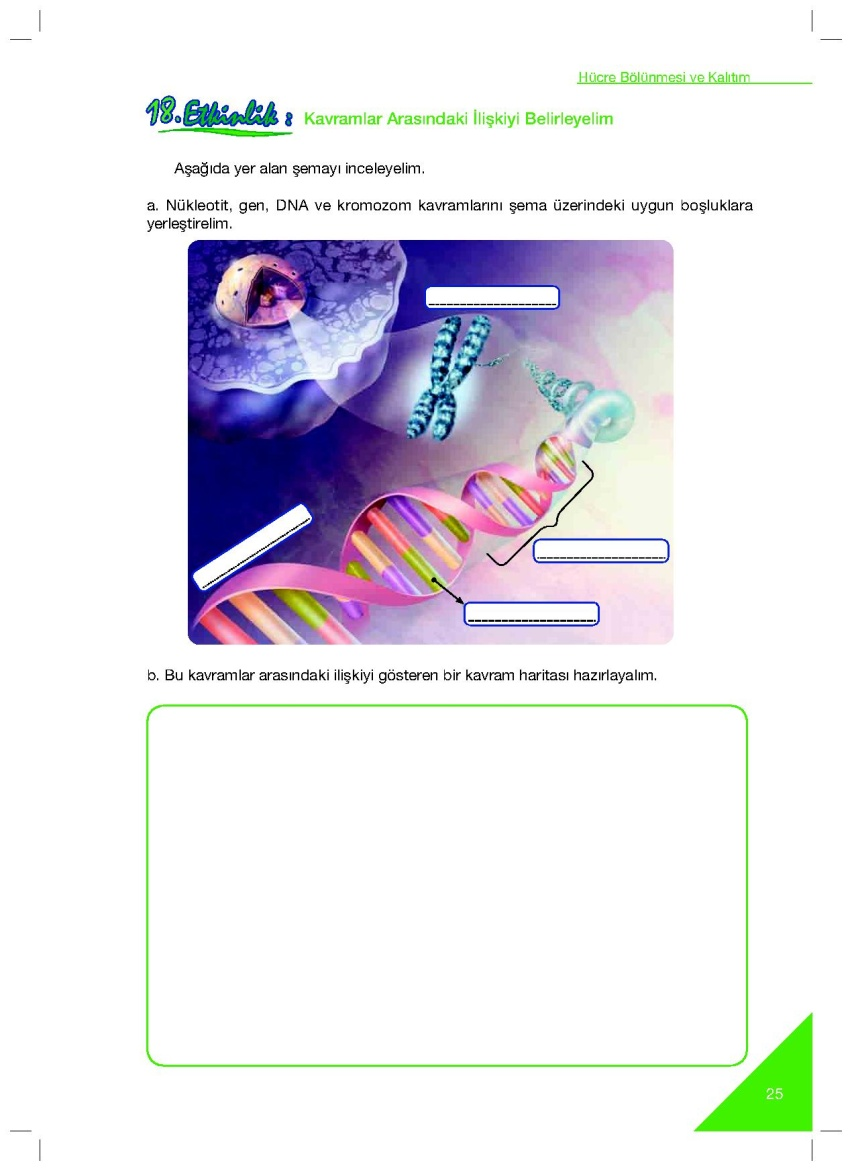 Hücre Bölünmesi ve Kalıtım
18.Etkinlik : Kavramlar Arasındaki İlişkiyi Belirleyelim
Aşağıda yer alan şemayı inceleyelim.
a. Nükleotit, gen, DNA ve kromozom kavramlarını şema üzerindeki uygun boşluklara
yerleştirelim.
b. Bu kavramlar arasındaki ilişkiyi gösteren bir kavram haritası hazırlayalım.
25